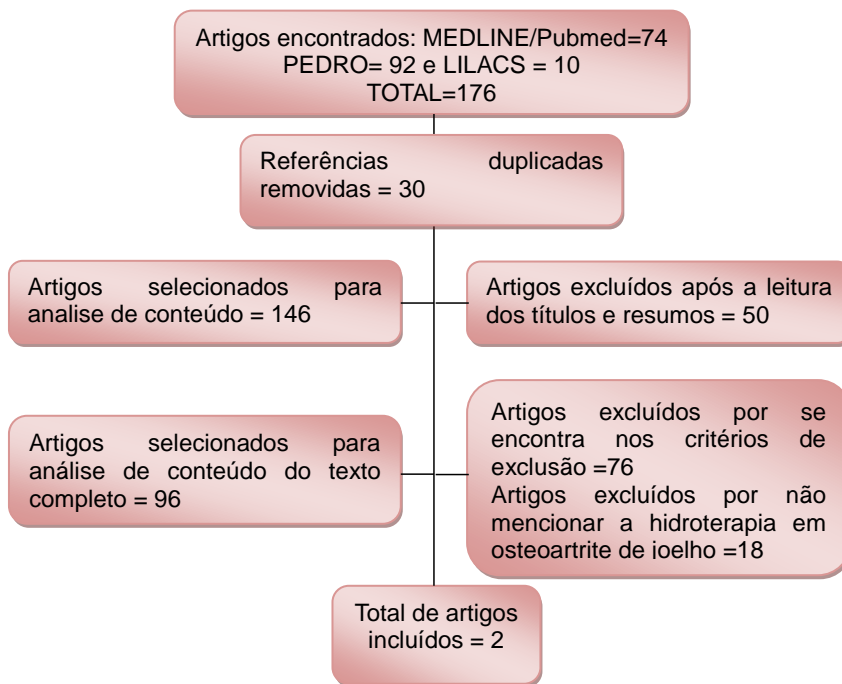 Artigos encontrados: MEDLINE/Pubmed=74
PEDRO= 92 e LILACS = 10
TOTAL=176
Referências duplicadas
removidas = 30
Artigos selecionados para
analise de conteúdo = 146
Artigos excluídos após a leitura
dos títulos e resumos = 50
Artigos selecionados para
análise de conteúdo do texto
completo = 96
Artigos excluídos por se
encontra nos critérios de
exclusão =76
Artigos excluídos por não
mencionar a hidroterapia em
osteoartrite de joelho =18
Total de artigos
incluídos = 2